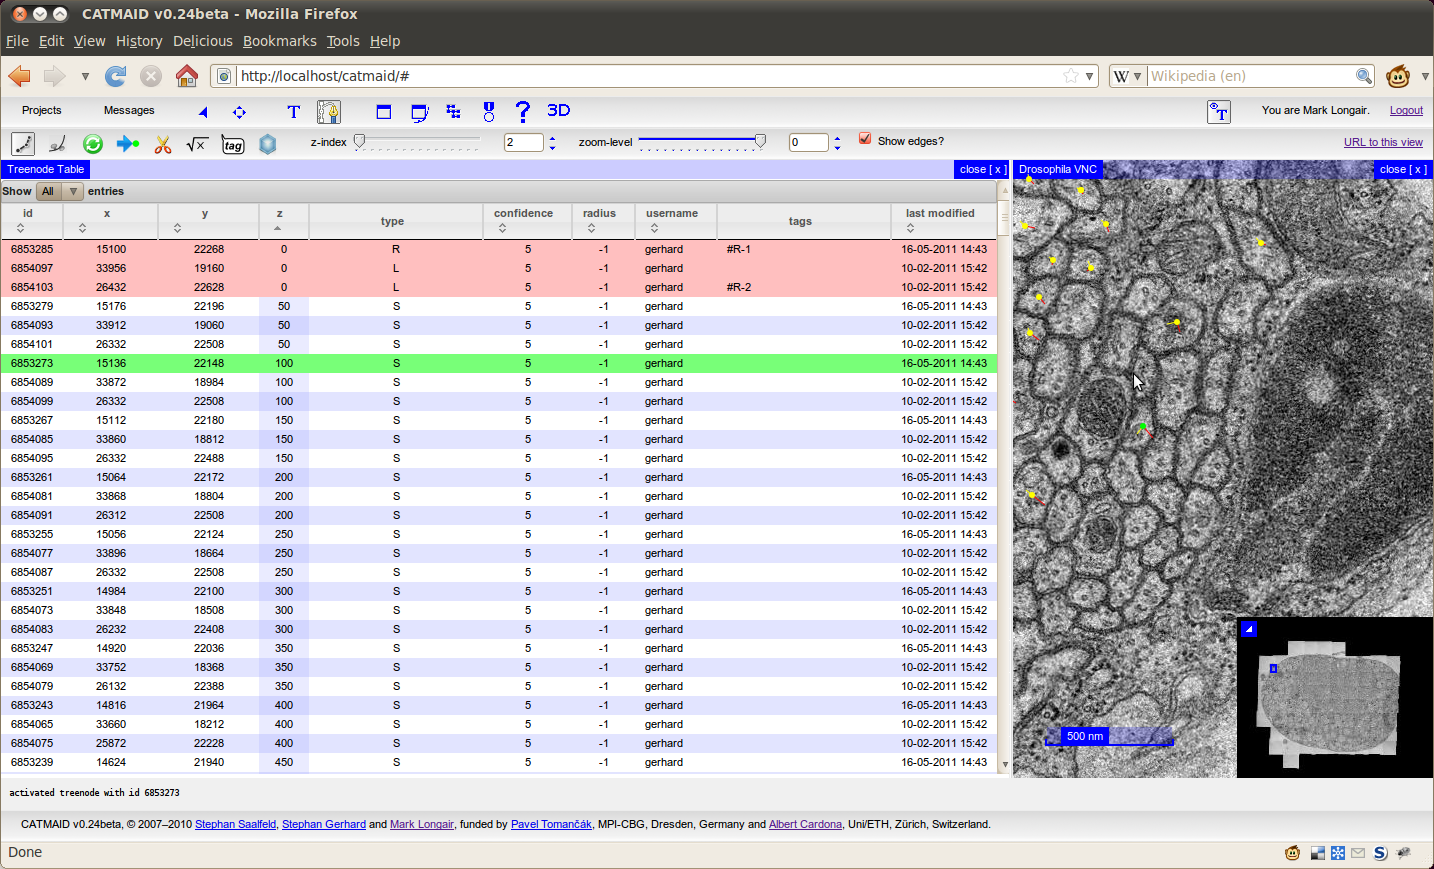 CATMAID v0.24beta - Mozilla Firefox
File Edit View History Delicious Bookmarks Tools Help
http://localhost/catmaid/#
W Wikipedia (en)
Projects Messages T ? 3D T You are Mark Longair. Logout
√x tag z-index 2 zoom-level 0 Show edges? URL to this view
Treenode Table close [ x ] Drosophila VNC close [ x ]
Show All entries
id x y z type confidence radius username tags last modified
6853285 15100 22268 0 R 5 -1 gerhard #R-1 16-05-2011 14:43
6854097 33956 19160 0 L 5 -1 gerhard 10-02-2011 15:42
6854103 26432 22628 0 L 5 -1 gerhard #R-2 10-02-2011 15:42
6853279 15176 22196 50 S 5 -1 gerhard 16-05-2011 14:43
6854093 33912 19060 50 S 5 -1 gerhard 10-02-2011 15:42
6854101 26332 22508 50 S 5 -1 gerhard 10-02-2011 15:42
6853273 15136 22148 100 S 5 -1 gerhard 16-05-2011 14:43
6854089 33872 18984 100 S 5 -1 gerhard 10-02-2011 15:42
6854099 26332 22508 100 S 5 -1 gerhard 10-02-2011 15:42
6853267 15112 22180 150 S 5 -1 gerhard 16-05-2011 14:43
6854085 33860 18812 150 S 5 -1 gerhard 10-02-2011 15:42
6854095 26332 22488 150 S 5 -1 gerhard 10-02-2011 15:42
6853261 15064 22172 200 S 5 -1 gerhard 16-05-2011 14:43
6854081 33868 18804 200 S 5 -1 gerhard 10-02-2011 15:42
6854091 26312 22508 200 S 5 -1 gerhard 10-02-2011 15:42
6853255 15056 22124 250 S 5 -1 gerhard 16-05-2011 14:43
6854077 33896 18664 250 S 5 -1 gerhard 10-02-2011 15:42
6854087 26332 22508 250 S 5 -1 gerhard 10-02-2011 15:42
6853251 14984 22100 300 S 5 -1 gerhard 16-05-2011 14:43
6854073 33848 18508 300 S 5 -1 gerhard 10-02-2011 15:42
6854083 26232 22408 300 S 5 -1 gerhard 10-02-2011 15:42
6853247 14920 22036 350 S 5 -1 gerhard 16-05-2011 14:43
6854069 33752 18368 350 S 5 -1 gerhard 10-02-2011 15:42
6854079 26132 22388 350 S 5 -1 gerhard 10-02-2011 15:42
6853243 14816 21964 400 S 5 -1 gerhard 16-05-2011 14:43
6854065 33660 18212 400 S 5 -1 gerhard 10-02-2011 15:42
6854075 25872 22228 400 S 5 -1 gerhard 10-02-2011 15:42
6853239 14624 21940 450 S 5 -1 gerhard 16-05-2011 14:43
500 nm
activated treenode with id 6853273
CATMAID v0.24beta, © 2007–2010 Stephan Saalfeld, Stephan Gerhard and Mark Longair, funded by Pavel Tomančák, MPI-CBG, Dresden, Germany and Albert Cardona, Uni/ETH, Zürich, Switzerland.
Done S